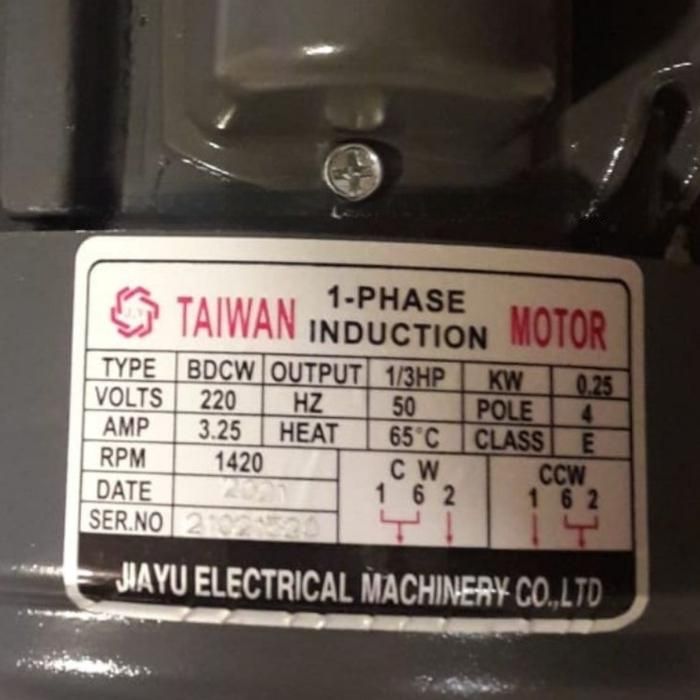 TAIWAN 1-PHASE INDUCTION MOTOR
TYPE BDCW OUTPUT 1/3HP KW 0.25
VOLTS 220 HZ 50 POLE 4
AMP 3.25 HEAT 65°C CLASS E
RPM 1420
C W CCW
1 6 2 1 6 2
DATE 2021
SER.NO
JIAYU ELECTRICAL MACHINERY CO.,LTD